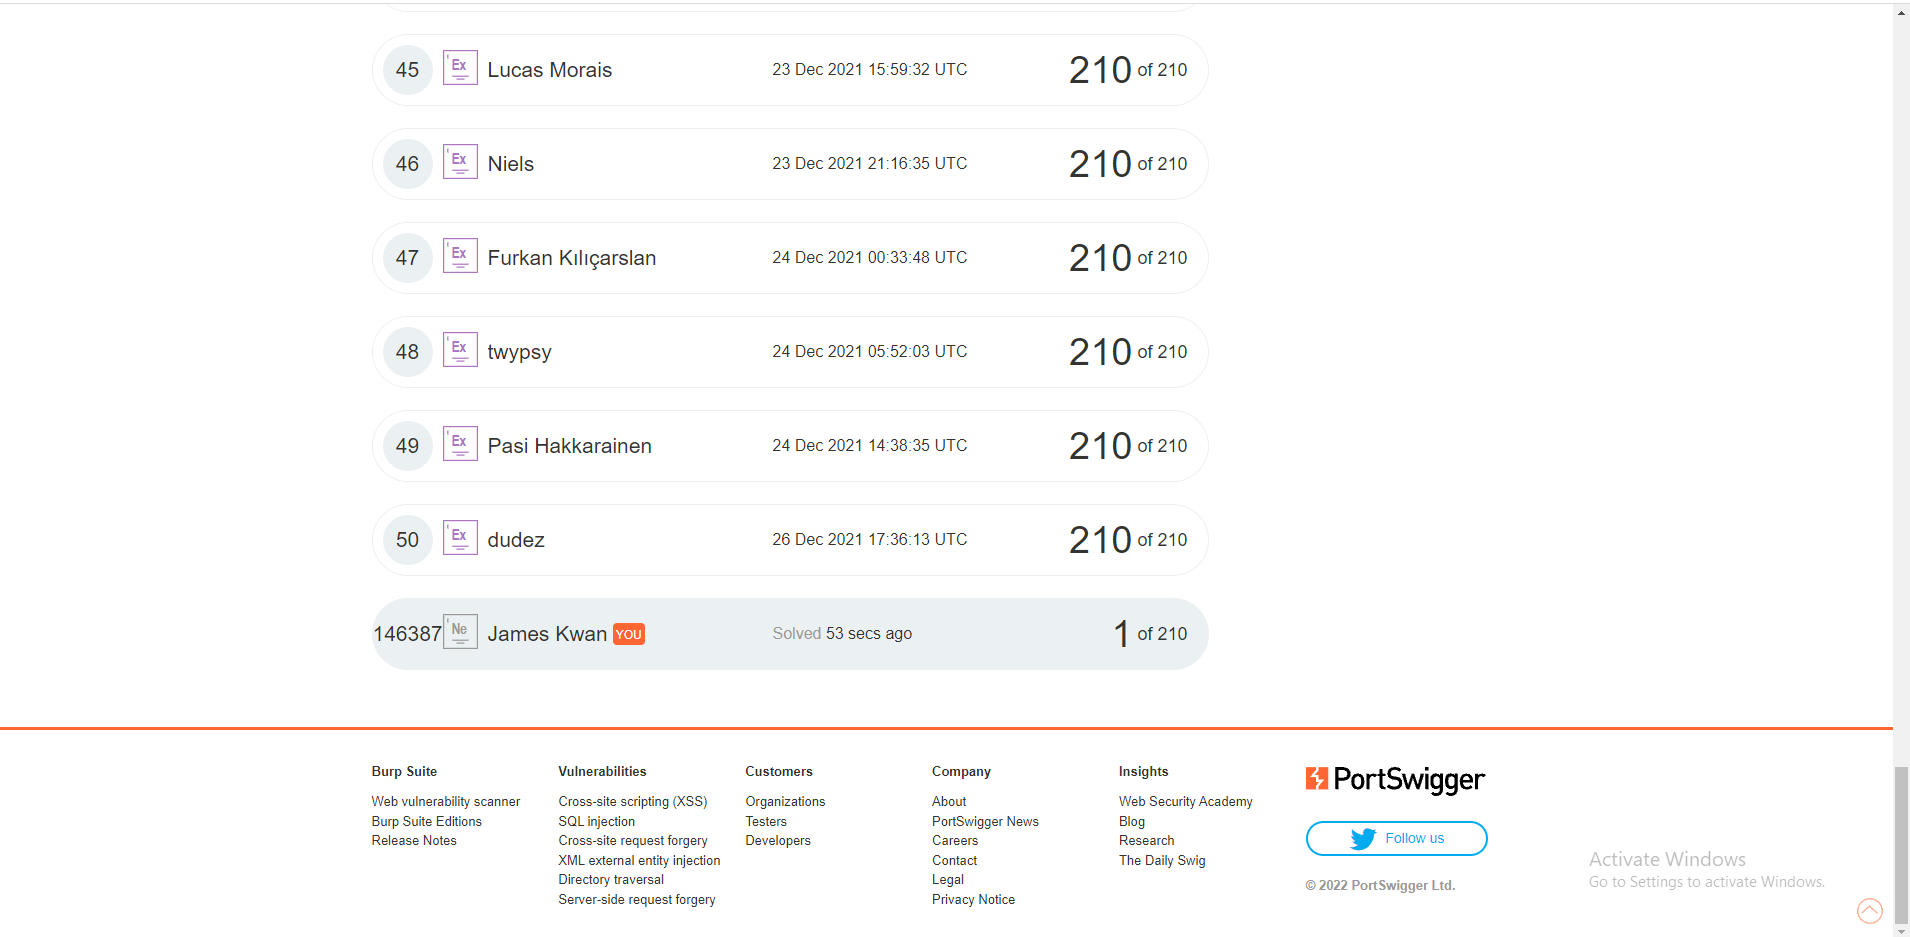 45 Ex Lucas Morais 23 Dec 2021 15:59:32 UTC 210 of 210
46 Ex Niels 23 Dec 2021 21:16:35 UTC 210 of 210
47 Ex Furkan Kılıçarslan 24 Dec 2021 00:33:48 UTC 210 of 210
48 Ex twypsy 24 Dec 2021 05:52:03 UTC 210 of 210
49 Ex Pasi Hakkarainen 24 Dec 2021 14:38:35 UTC 210 of 210
50 Ex dudez 26 Dec 2021 17:36:13 UTC 210 of 210
146387 Ne James Kwan YOU Solved 53 secs ago 1 of 210
Burp Suite
Web vulnerability scanner
Burp Suite Editions
Release Notes
Vulnerabilities
Cross-site scripting (XSS)
SQL injection
Cross-site request forgery
XML external entity injection
Directory traversal
Server-side request forgery
Customers
Organizations
Testers
Developers
Company
About
PortSwigger News
Careers
Contact
Legal
Privacy Notice
Insights
Web Security Academy
Blog
Research
The Daily Swig
PortSwigger
Follow us
© 2022 PortSwigger Ltd.
Activate Windows
Go to Settings to activate Windows.